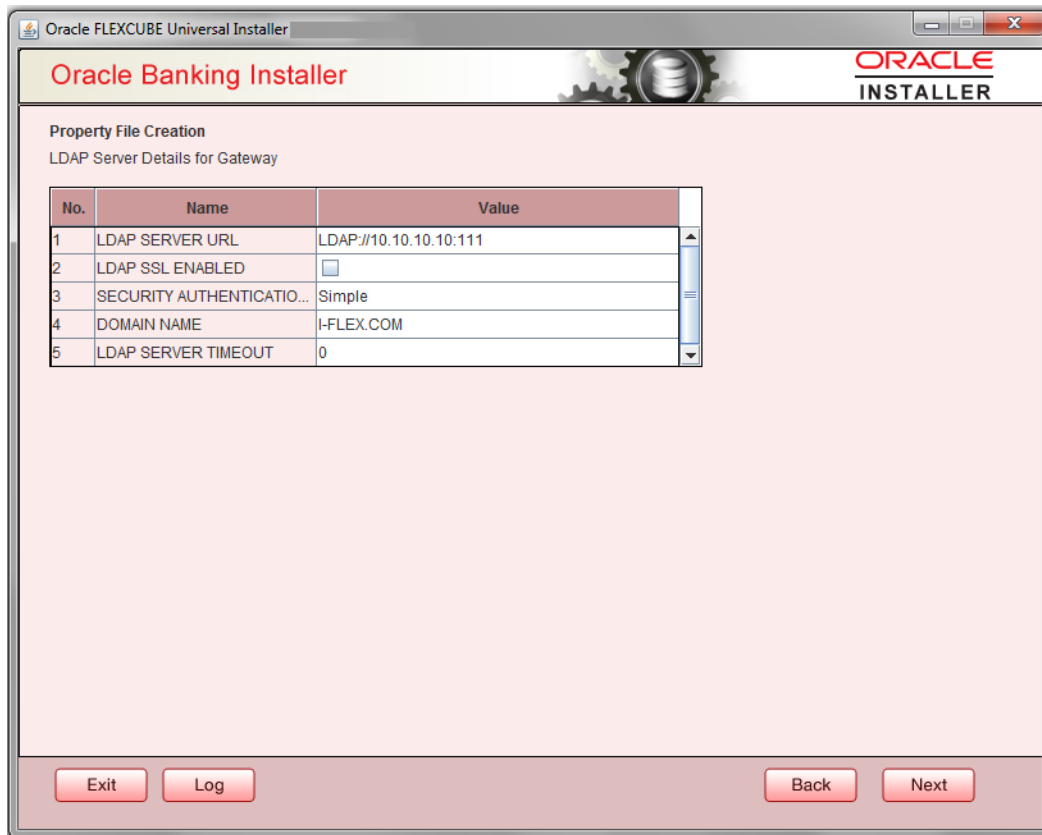 Oracle FLEXCUBE Universal Installer
Oracle Banking Installer
ORACLE
INSTALLER
Property File Creation
LDAP Server Details for Gateway
No. Name Value
1 LDAP SERVER URL LDAP://10.10.10.10:111
2 LDAP SSL ENABLED
3 SECURITY AUTHENTICATIO... Simple
4 DOMAIN NAME I-FLEX.COM
5 LDAP SERVER TIMEOUT 0
Exit Log Back Next